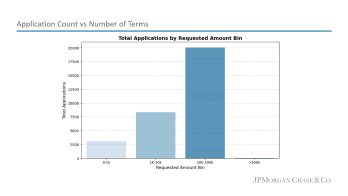 Application Count vs Number of Terms
Total Applications by Requested Amount Bin
20000
17500
15000
12500
10000
7500
5000
2500
0
Total Applications
0-1k
1k-10k
10k-100k
>100k
Requested Amount Bin
JPMORGAN CHASE & CO.